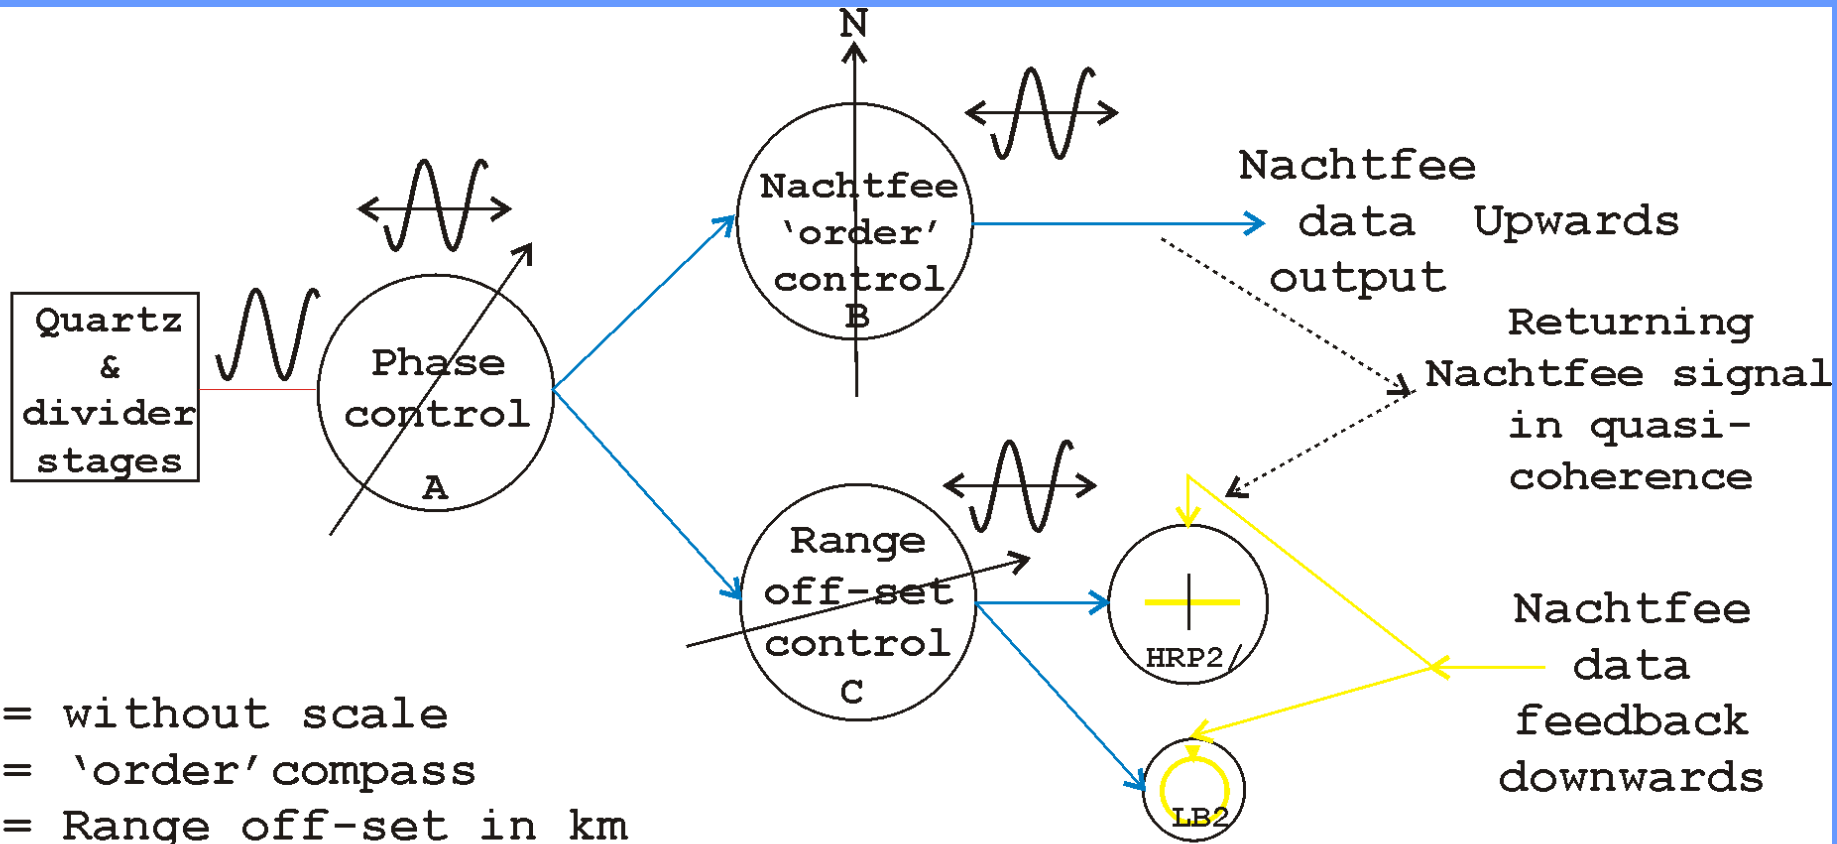 N
Nachtfee
‘order’
control
B
Nachtfee
data Upwards
output
Quartz
&
divider
stages
Phase
control
A
Returning
Nachtfee signal
in quasi-
coherence
Range
off-set
control
C
HRP2/
LB2
Nachtfee
data
feedback
downwards
= without scale
= ‘order’compass
= Range off-set in km